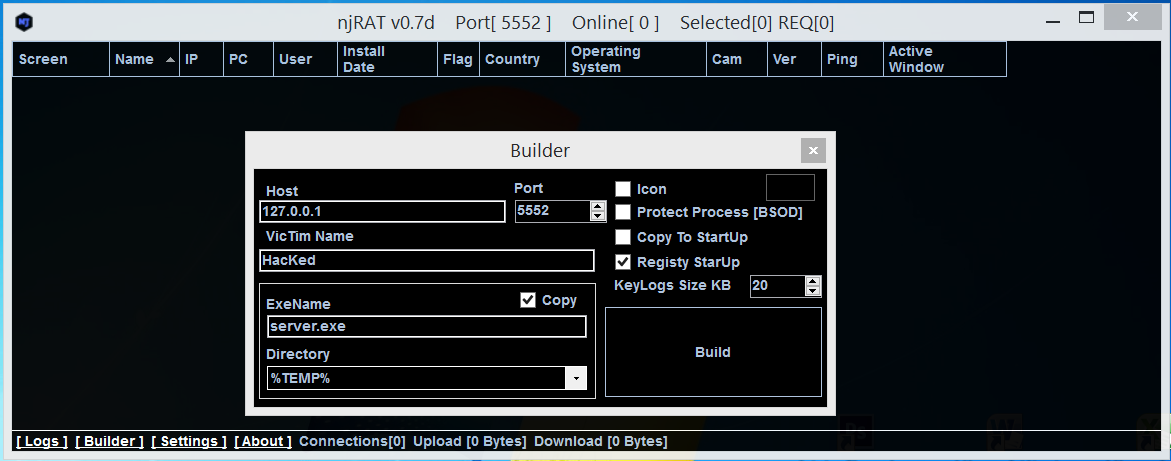 njRAT v0.7d Port[ 5552 ] Online[ 0 ] Selected[0] REQ[0]
Screen Name IP PC User Install Date Flag Country Operating System Cam Ver Ping Active Window
Builder
Host
127.0.0.1
Port
5552
VicTim Name
HacKed
ExeName
Copy
server.exe
Directory
%TEMP%
Icon
Protect Process [BSOD]
Copy To StartUp
Registy StarUp
KeyLogs Size KB 20
Build
[ Logs ] [ Builder ] [ Settings ] [ About ] Connections[0] Upload [0 Bytes] Download [0 Bytes]